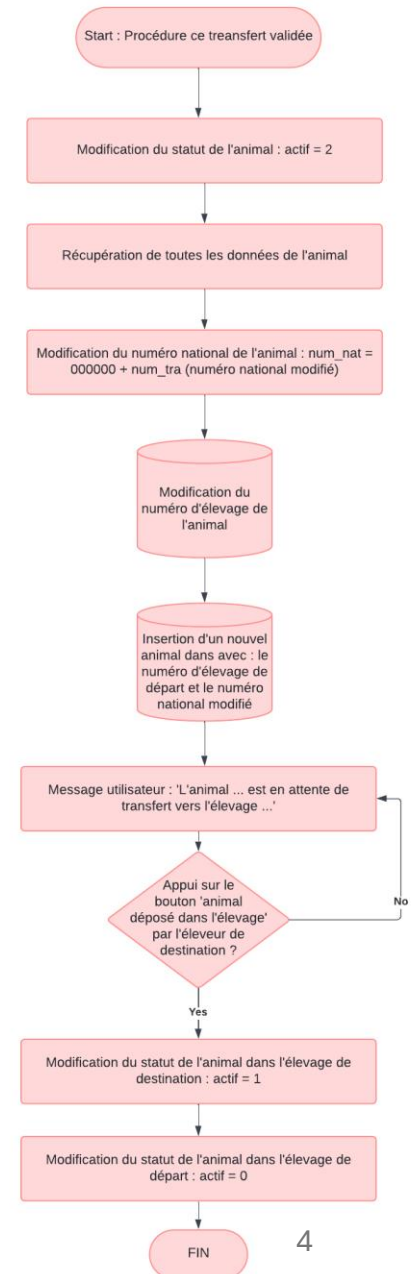 Start : Procédure ce treansfert validée
Modification du statut de l'animal : actif = 2
Récupération de toutes les données de l'animal
Modification du numéro national de l'animal : num_nat =
000000 + num_tra (numéro national modifié)
Modification du
numéro d'élevage de
l'animal
Insertion d'un nouvel
animal dans avec : le
numéro d'élevage de
départ et le numéro
national modifié
Message utilisateur : 'L'animal ... est en attente de
transfert vers l'élevage ...'
Appui sur le
bouton 'animal
déposé dans l'élevage'
par l'éleveur de
destination ?
No
Yes
Modification du statut de l'animal dans l'élevage de
destination : actif = 1
Modification du statut de l'animal dans l'élevage de
départ : actif = 0
FIN
4